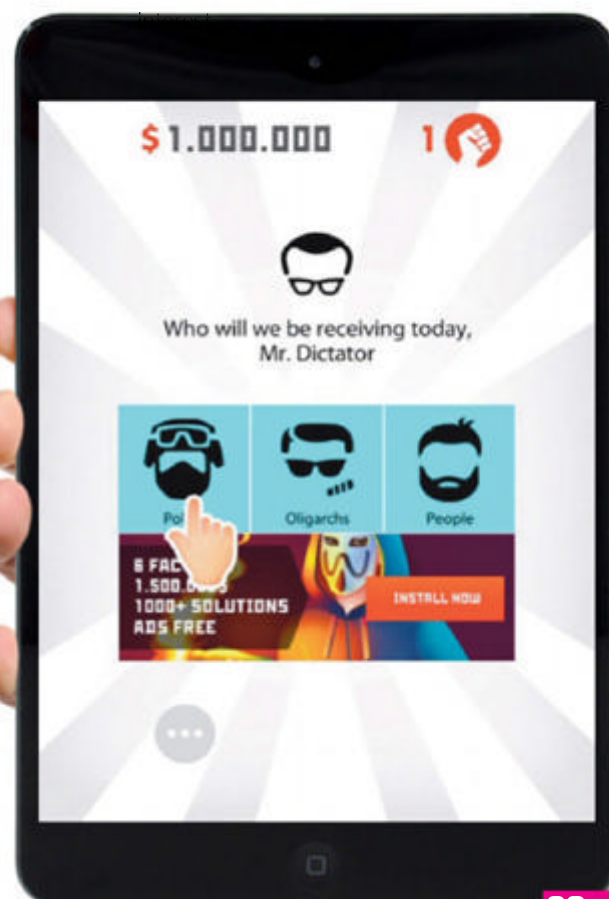 $ 1.000.000
1
Who will we be receiving today,
Mr. Dictator
Oligarchs
People
6
1000+ SOLUTIONS
ADS FREE
INSTALL NOW